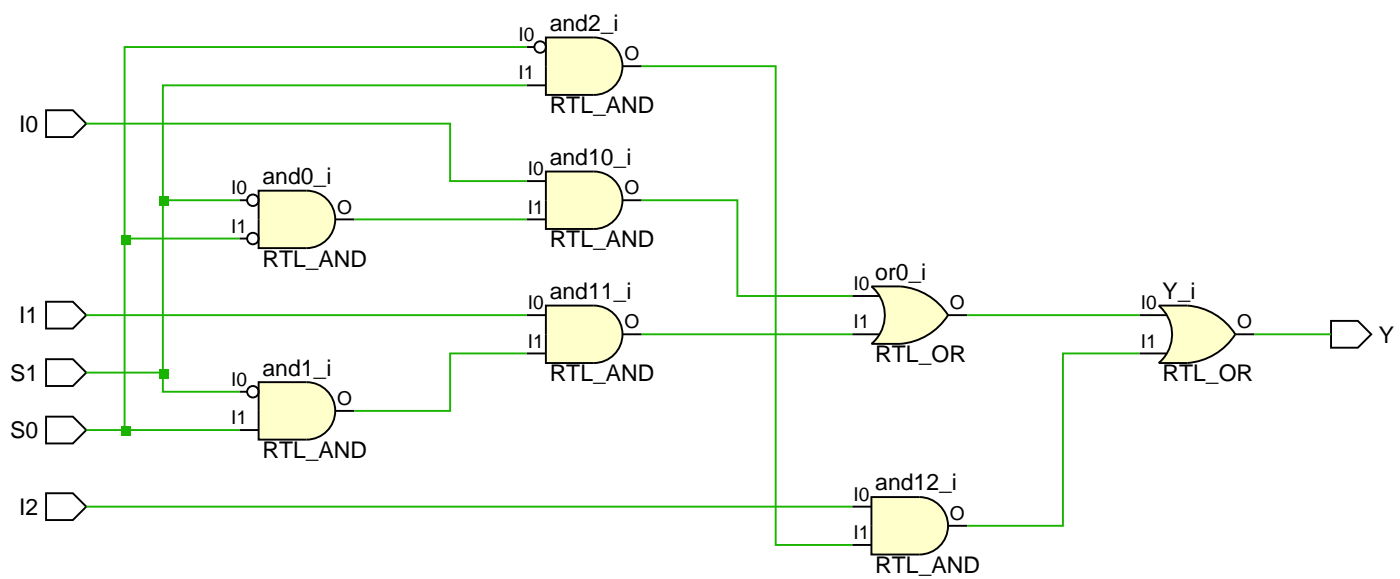 and2_i
I0
O
I1
RTL_AND
I0
and10_i
I0
O
I1
RTL_AND
and0_i
I0
O
I1
RTL_AND
I1
and11_i
I0
O
I1
RTL_AND
S1
and1_i
I0
O
I1
RTL_AND
S0
or0_i
I0
O
I1
RTL_OR
Y_i
I0
O
I1
RTL_OR
Y
I2
and12_i
I0
O
I1
RTL_AND